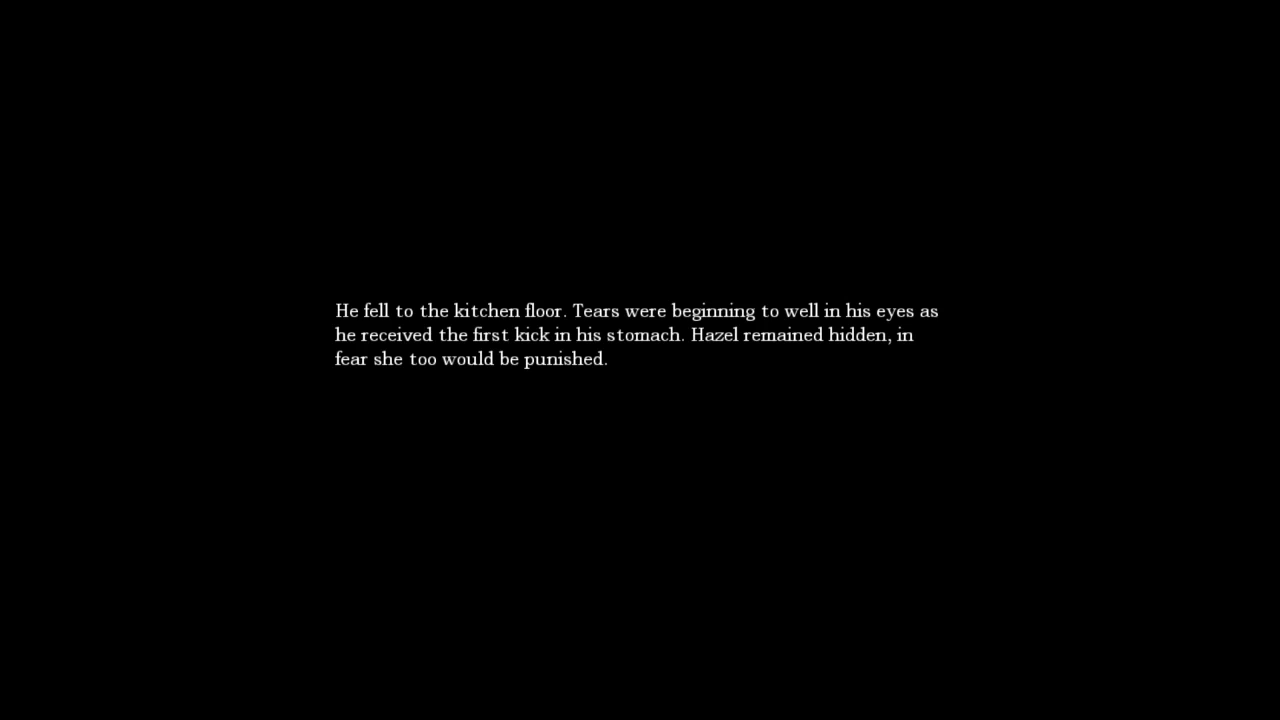 He fell to the kitchen floor. Tears were beginning to well in his eyes as
he received the first kick in his stomach. Hazel remained hidden, in
fear she too would be punished.